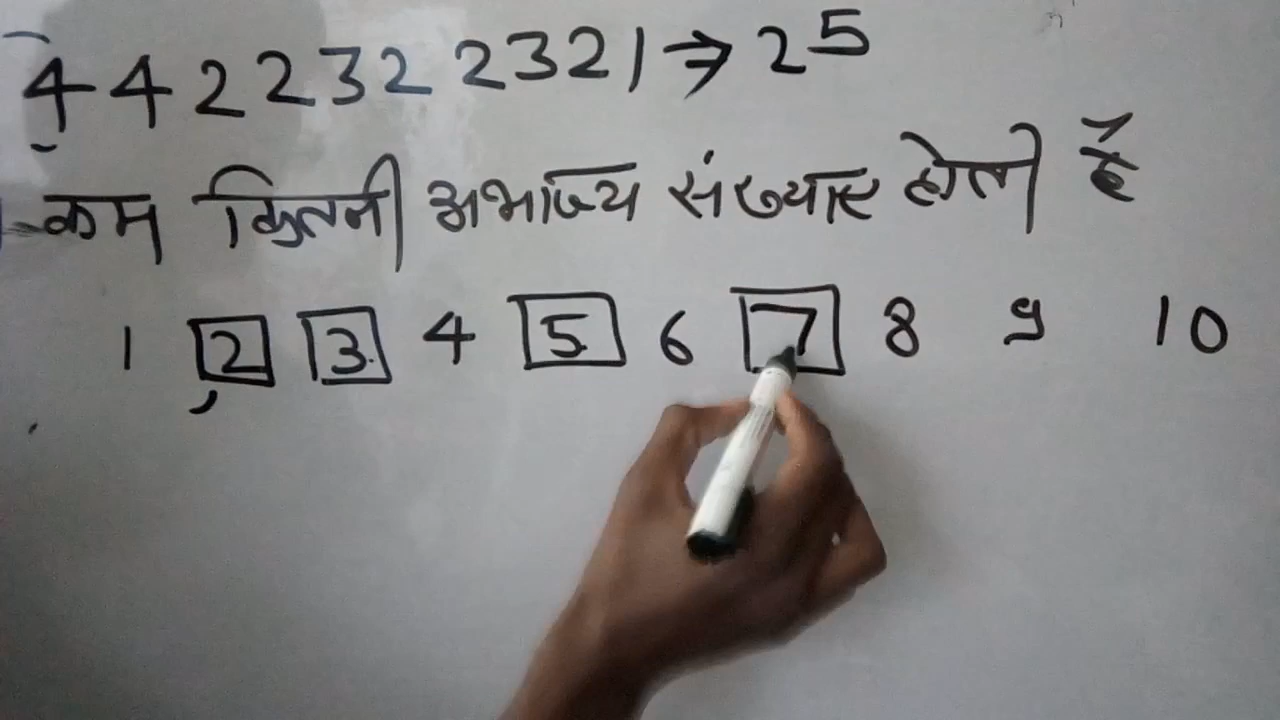 4 4 2 2 3 2 2 3 2 1 → 25
कम कितनी अभाज्य संख्याए होती हैं
1 2 3 4 5 6 7 8 9 10